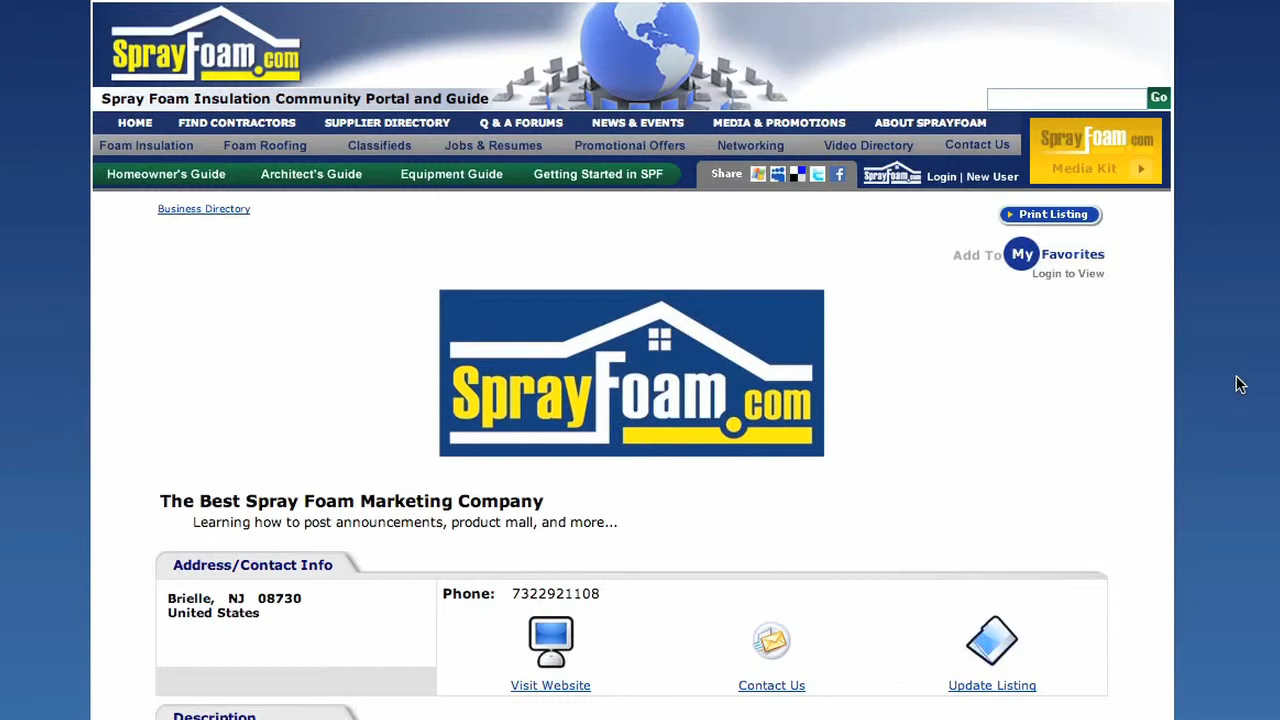 SprayFoam.com
Spray Foam Insulation Community Portal and Guide
Go
HOME FIND CONTRACTORS SUPPLIER DIRECTORY Q & A FORUMS NEWS & EVENTS MEDIA & PROMOTIONS ABOUT SPRAYFOAM
Foam Insulation Foam Roofing Classifieds Jobs & Resumes Promotional Offers Networking Video Directory Contact Us
SprayFoam.com
Media Kit
Homeowner's Guide Architect's Guide Equipment Guide Getting Started in SPF Share f SprayFoam.com Login | New User
Business Directory
Print Listing
Add To My Favorites
Login to View
SprayFoam.com
The Best Spray Foam Marketing Company
Learning how to post announcements, product mall, and more...
Address/Contact Info
Brielle, NJ 08730
United States
Phone: 7322921108
Visit Website Contact Us Update Listing
Description